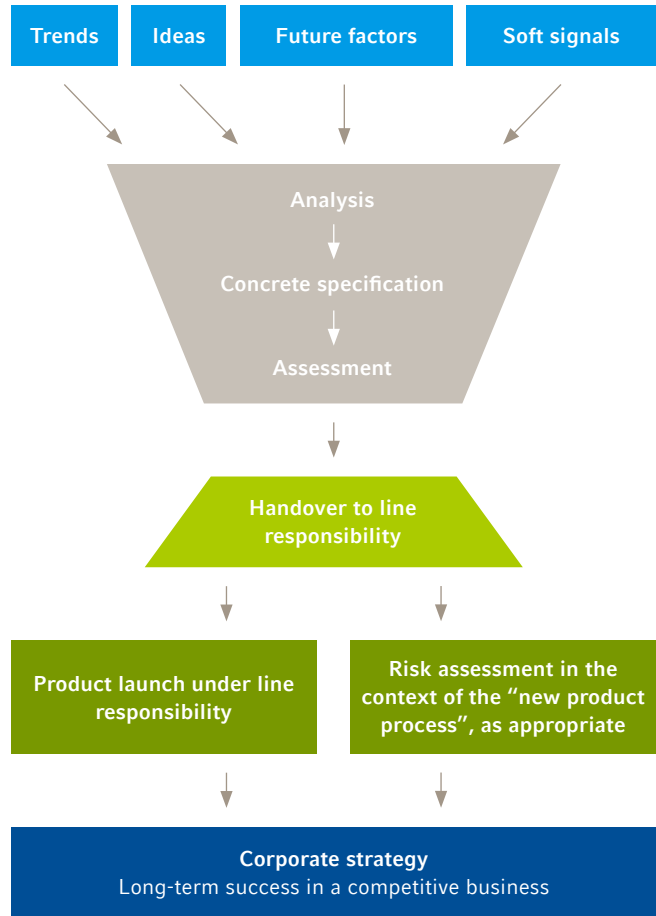 Trends
Ideas
Future factors
Soft signals
Analysis
Concrete specification
Assessment
Handover to line
responsibility
Product launch under line
responsibility
Risk assessment in the
context of the “new product
process”, as appropriate
Corporate strategy
Long-term success in a competitive business